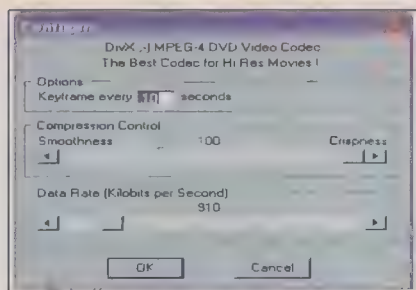 DivX ;-) MPEG-4 DVD Video Codec
The Best Codec for Hi Res Movies !
Options
Keyframe every 10 seconds
Compression Control
Smoothness 100 Crispness
Data Rate (Kilobits per Second)
910
OK Cancel